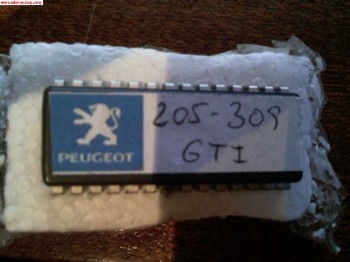 mercadoracing.org
205-309
PEUGEOT
GTI